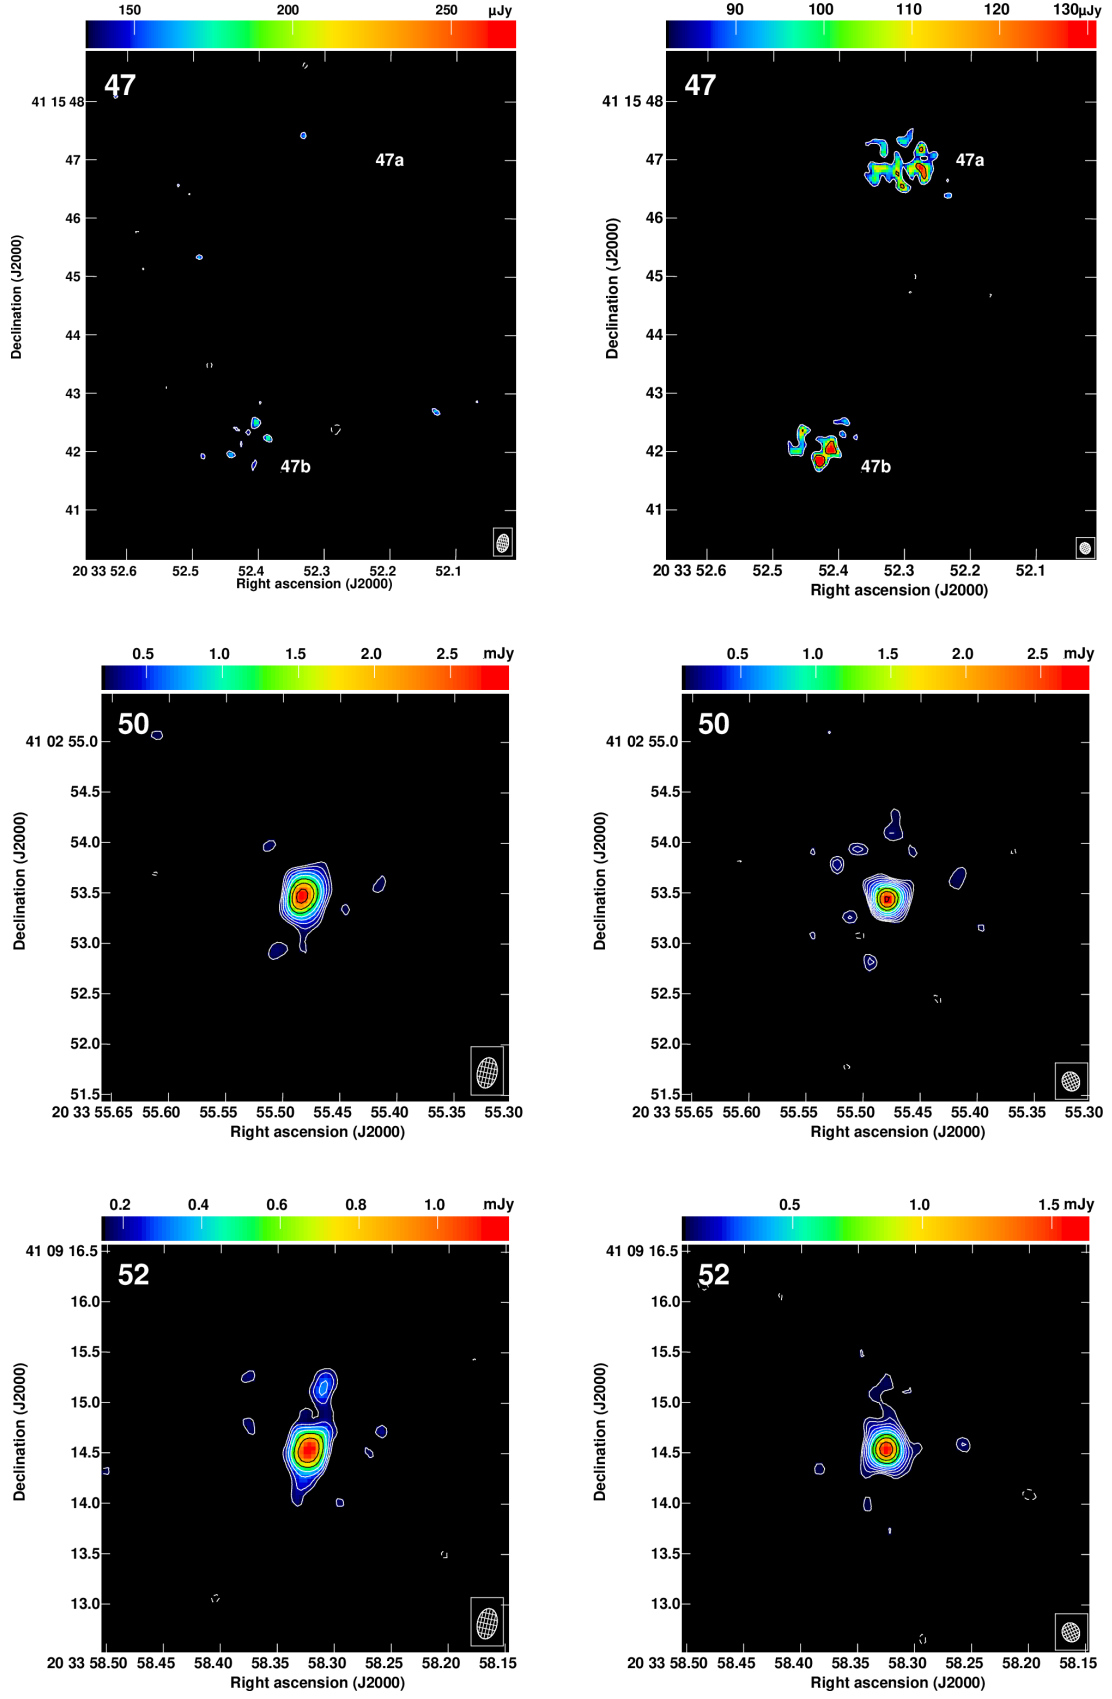 150 200 250 μJy
47
41 15 48
47
46
45
44
43
42
41
47a
47b
Declination (J2000)
20 33 52.6 52.5 52.4 52.3 52.2 52.1
Right ascension (J2000)
90 100 110 120 130 μJy
47
41 15 48
47
46
45
44
43
42
41
47a
47b
Declination (J2000)
20 33 52.6 52.5 52.4 52.3 52.2 52.1
Right ascension (J2000)
0.5 1.0 1.5 2.0 2.5 mJy
50
41 02 55.0
54.5
54.0
53.5
53.0
52.5
52.0
51.5
Declination (J2000)
20 33 55.65 55.60 55.55 55.50 55.45 55.40 55.35 55.30
Right ascension (J2000)
0.5 1.0 1.5 2.0 2.5 mJy
50
41 02 55.0
54.5
54.0
53.5
53.0
52.5
52.0
51.5
Declination (J2000)
20 33 55.65 55.60 55.55 55.50 55.45 55.40 55.35 55.30
Right ascension (J2000)
0.2 0.4 0.6 0.8 1.0 mJy
52
41 09 16.5
16.0
15.5
15.0
14.5
14.0
13.5
13.0
Declination (J2000)
20 33 58.50 58.45 58.40 58.35 58.30 58.25 58.20 58.15
Right ascension (J2000)
0.5 1.0 1.5 mJy
52
41 09 16.5
16.0
15.5
15.0
14.5
14.0
13.5
13.0
Declination (J2000)
20 33 58.50 58.45 58.40 58.35 58.30 58.25 58.20 58.15
Right ascension (J2000)